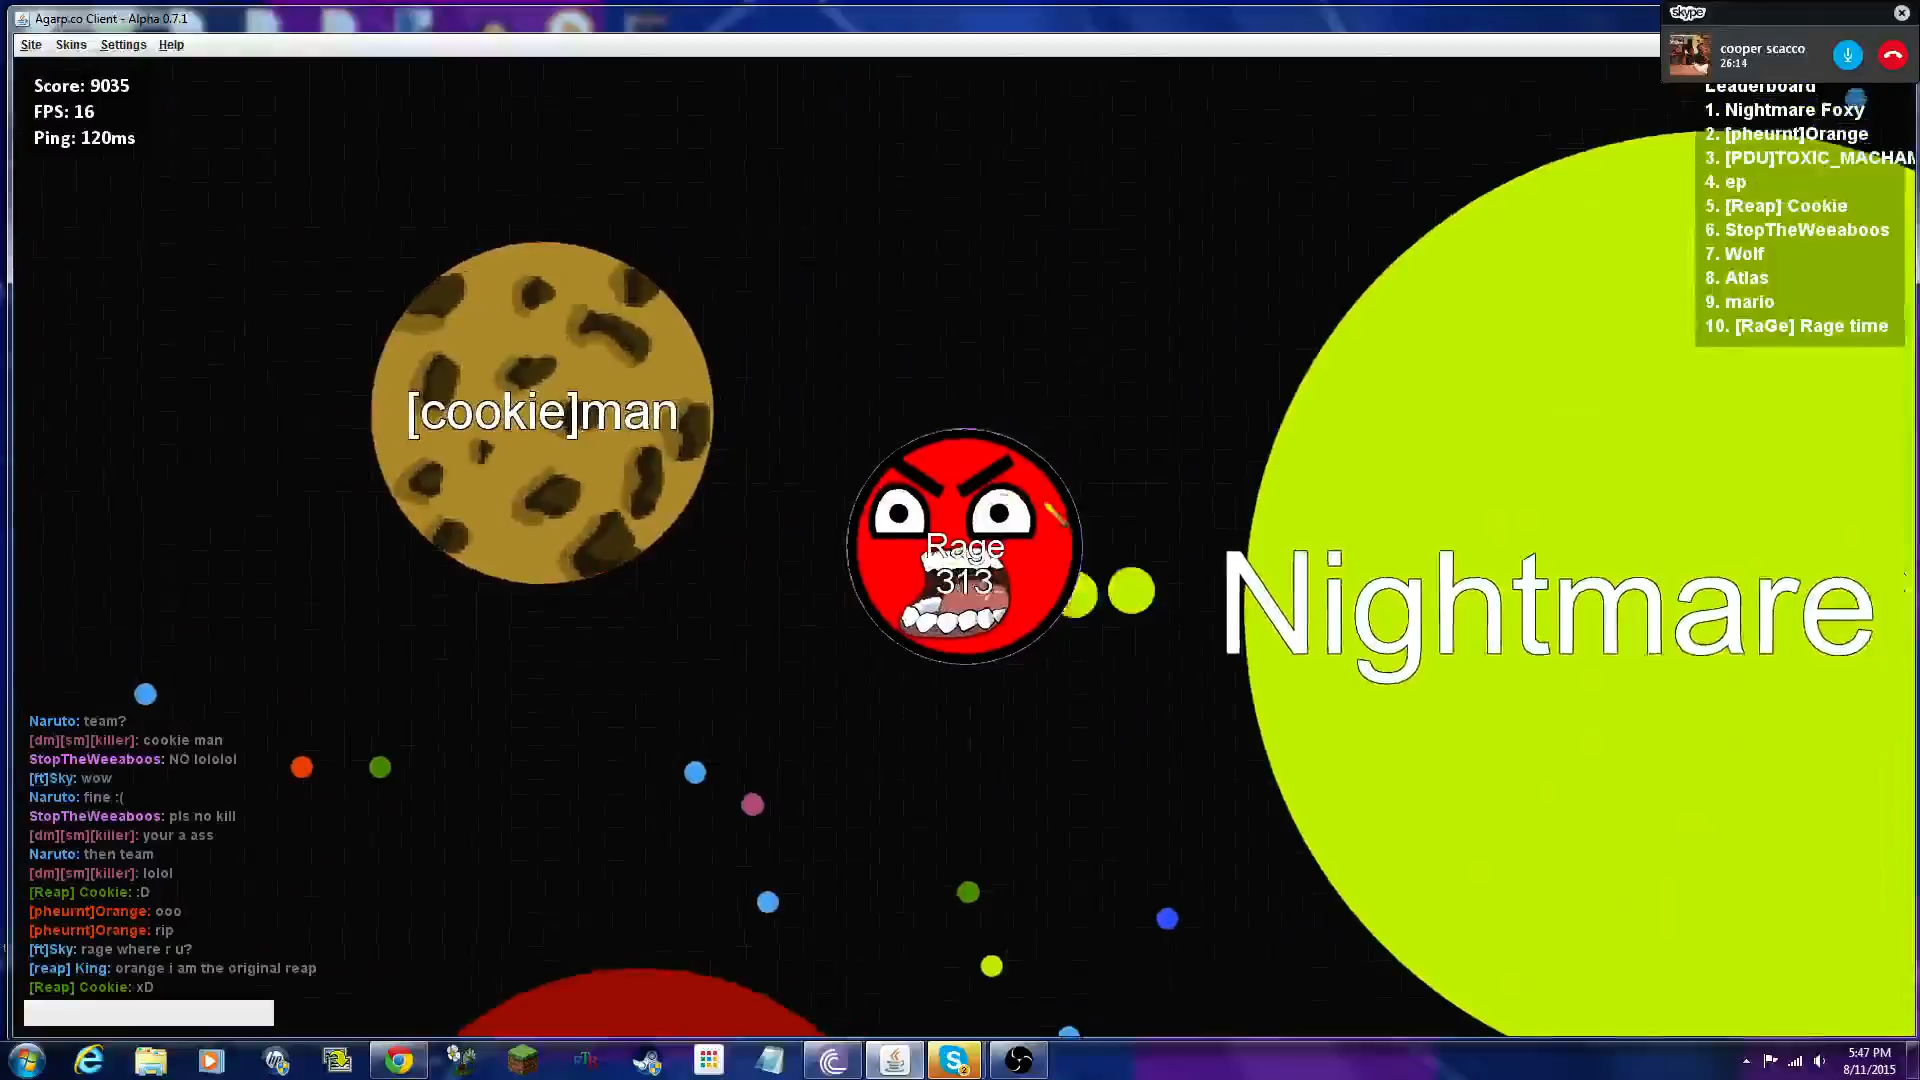 Agarp.co Client - Alpha 0.7.1
Site Skins Settings Help
skype
cooper scacco
26:14
Score: 9035
FPS: 16
Ping: 120ms
Leaderboard
1. Nightmare Foxy
2. [pheurnt]Orange
3. [PDU]TOXIC_MACHAM
4. ep
5. [Reap] Cookie
6. StopTheWeeaboos
7. Wolf
8. Atlas
9. mario
10. [RaGe] Rage time
[cookie]man
Rage
313
Nightmare
Naruto: team?
[dm][sm][killer]: cookie man
StopTheWeeaboos: NO lololol
[ft]Sky: wow
Naruto: fine :(
StopTheWeeaboos: pls no kill
[dm][sm][killer]: your a ass
Naruto: then team
[dm][sm][killer]: lolol
[Reap] Cookie: :D
[pheurnt]Orange: ooo
[pheurnt]Orange: rip
[ft]Sky: rage where r u?
[reap] King: orange i am the original reap
[Reap] Cookie: xD
5:47 PM
8/11/2015